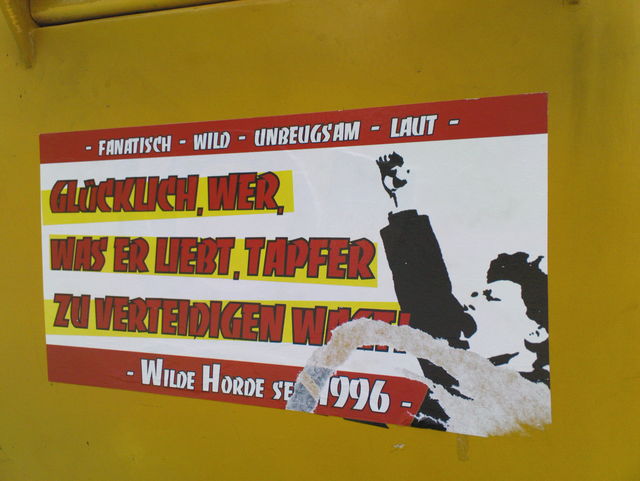 - FANATISCH - WILD - UNBEUGSAM - LAUT -
GLÜCKLICH, WER,
WAS ER LIEBT, TAPFER
ZU VERTEIDIGEN
- WILDE HORDE 1996 -